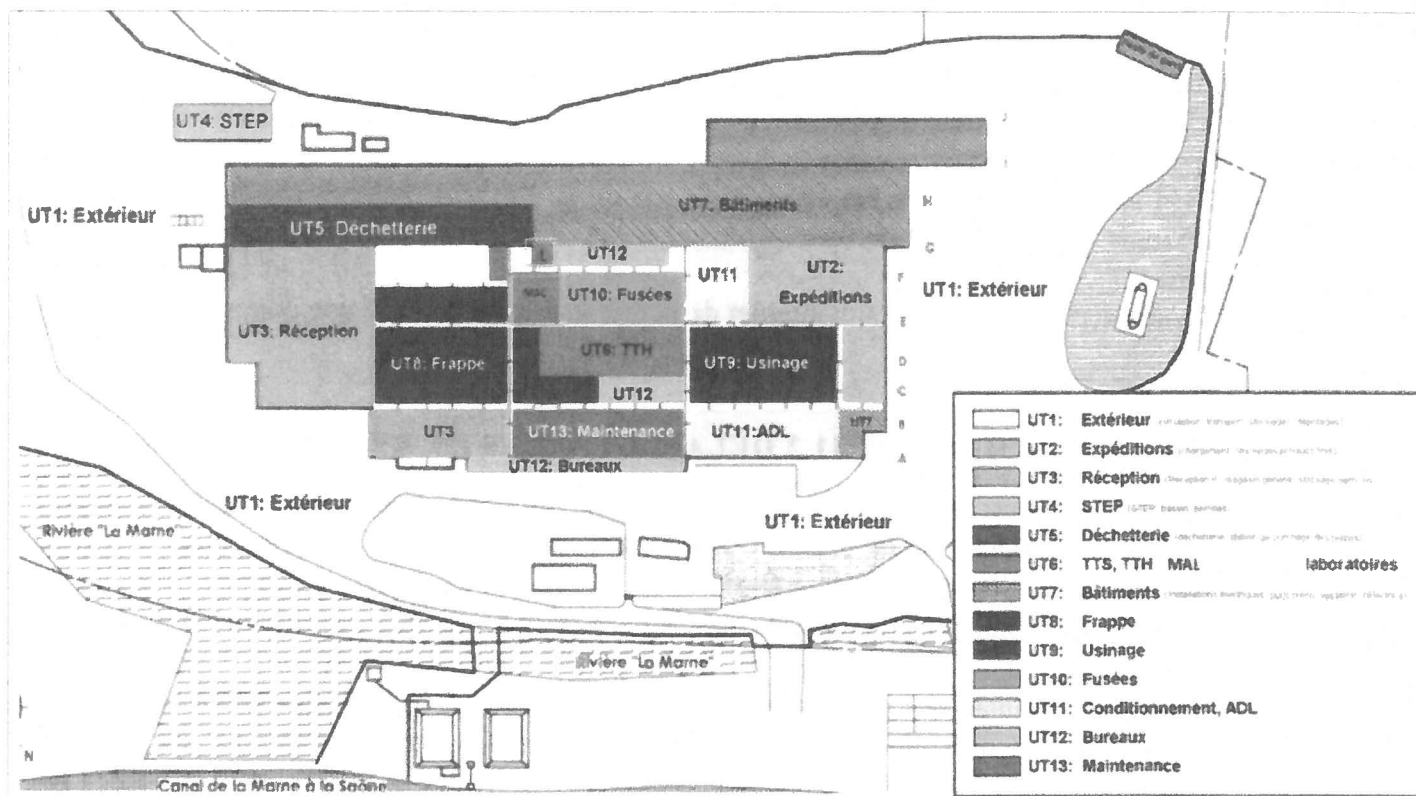 UT4: STEP
J
I
UT1: Extérieur
UT7: Bâtiments
H
UT5: Déchetterie
G
L
UT12
UT11
UT2:
Expéditions
F
MAL
UT10: Fusées
UT1: Extérieur
E
UT3: Réception
UT8: Frappe
UT6: TTH
UT9: Usinage
D
C
UT12
UT3
UT13: Maintenance
UT11:ADL
UT7
B
A
UT12: Bureaux
UT1: Extérieur
UT1: Extérieur
Rivière "La Marne"
Rivière "La Marne"
N
Canal de la Marne à la Saône
UT1: Extérieur
UT2: Expéditions
UT3: Réception
UT4: STEP
UT5: Déchetterie
UT6: TTS, TTH MAL laboratoires
UT7: Bâtiments
UT8: Frappe
UT9: Usinage
UT10: Fusées
UT11: Conditionnement, ADL
UT12: Bureaux
UT13: Maintenance